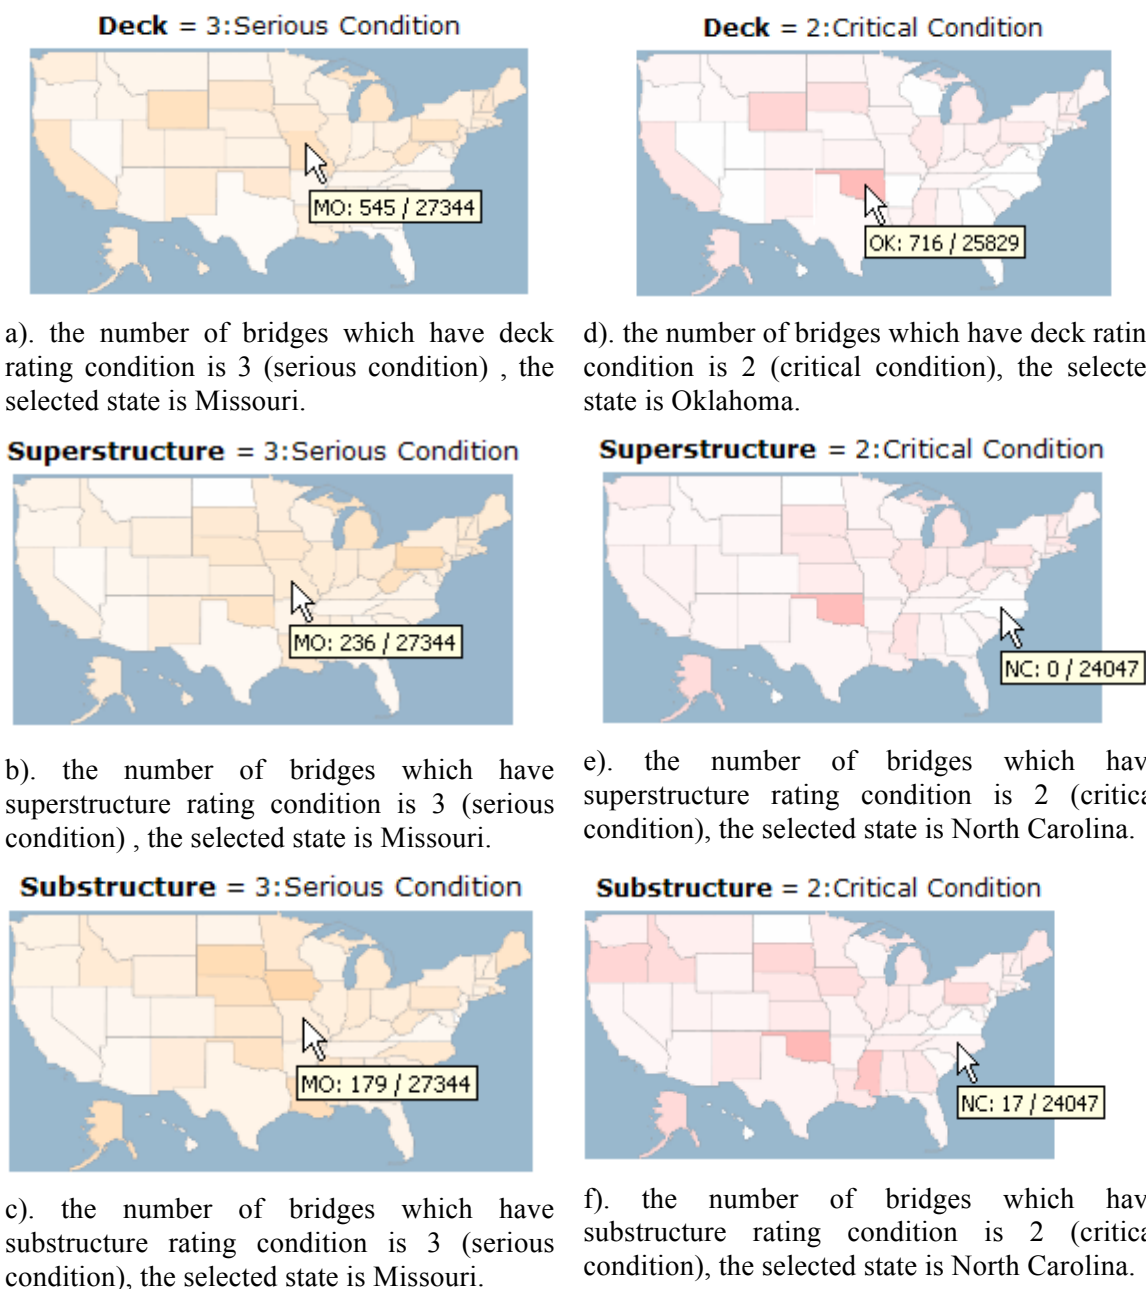 Deck = 3:Serious Condition
MO: 545 / 27344
a). the number of bridges which have deck
rating condition is 3 (serious condition) , the
selected state is Missouri.
Superstructure = 3:Serious Condition
MO: 236 / 27344
b). the number of bridges which have
superstructure rating condition is 3 (serious
condition) , the selected state is Missouri.
Substructure = 3:Serious Condition
MO: 179 / 27344
c). the number of bridges which have
substructure rating condition is 3 (serious
condition), the selected state is Missouri.
Deck = 2:Critical Condition
OK: 716 / 25829
d). the number of bridges which have deck ratin
condition is 2 (critical condition), the selecte
state is Oklahoma.
Superstructure = 2:Critical Condition
NC: 0 / 24047
e). the number of bridges which hav
superstructure rating condition is 2 (critica
condition), the selected state is North Carolina.
Substructure = 2:Critical Condition
NC: 17 / 24047
f). the number of bridges which hav
substructure rating condition is 2 (critica
condition), the selected state is North Carolina.